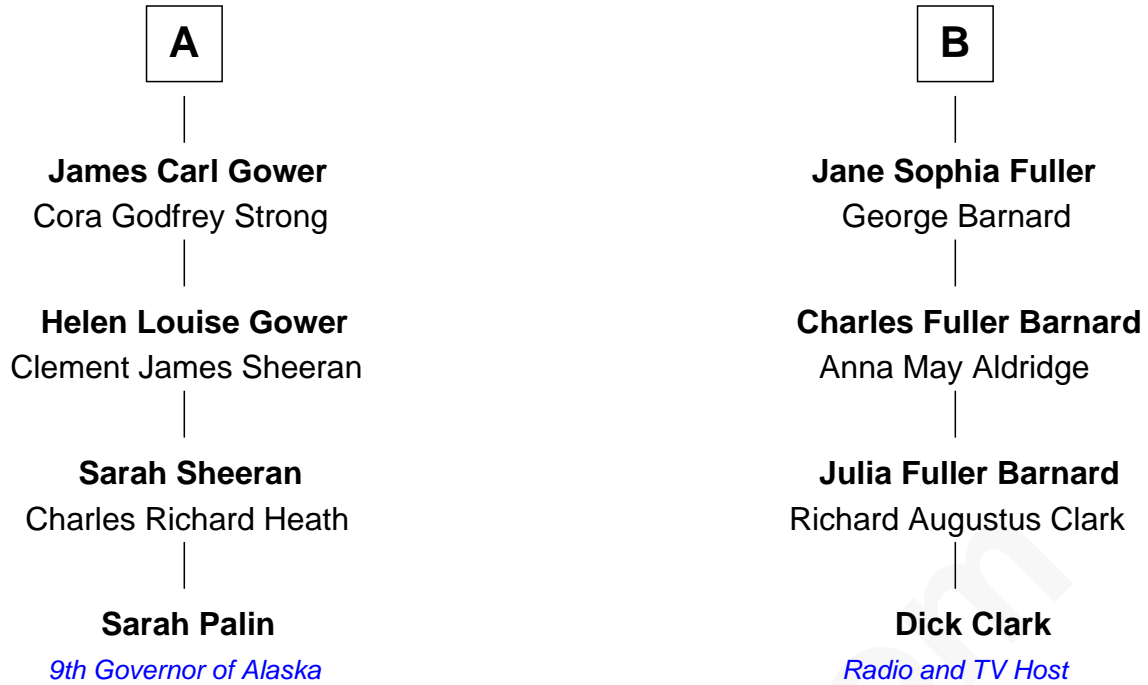 A
James Carl Gower
Cora Godfrey Strong
Helen Louise Gower
Clement James Sheeran
Sarah Sheeran
Charles Richard Heath
Sarah Palin
9th Governor of Alaska
B
Jane Sophia Fuller
George Barnard
Charles Fuller Barnard
Anna May Aldridge
Julia Fuller Barnard
Richard Augustus Clark
Dick Clark
Radio and TV Host